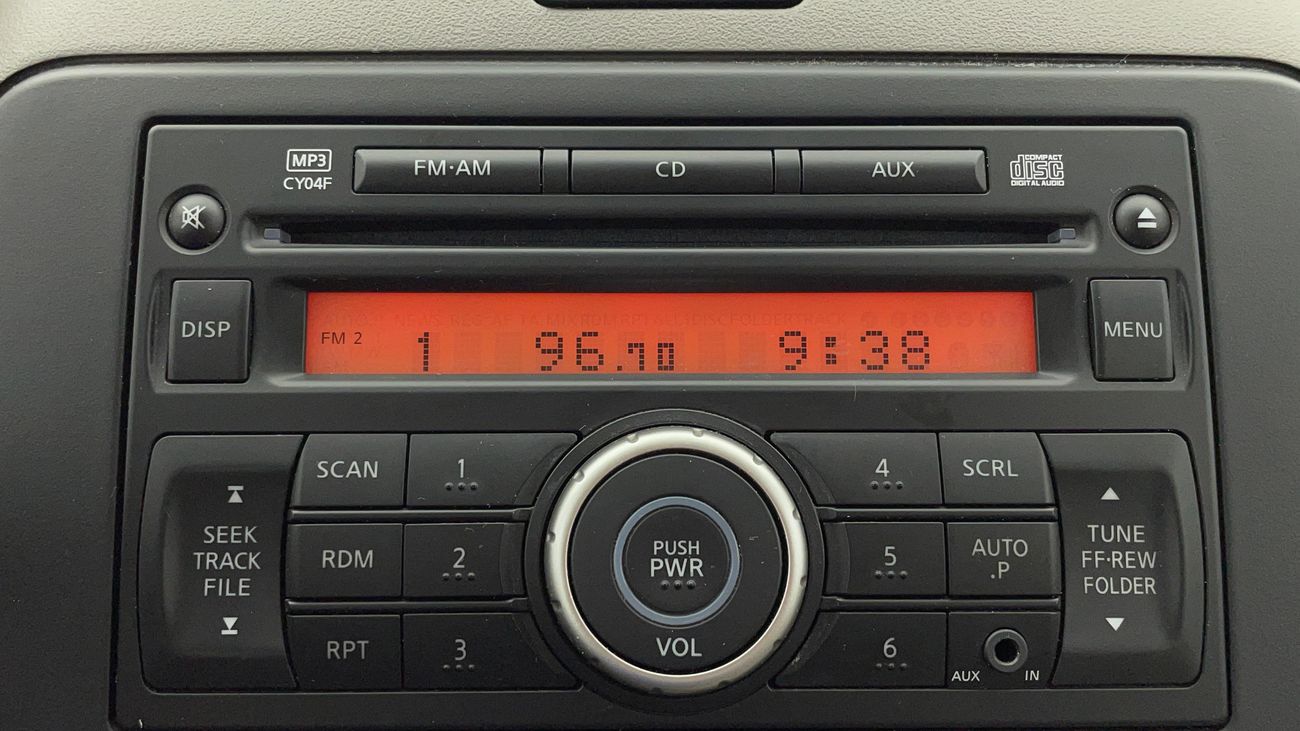 MP3
CY04F
FM·AM
CD
AUX
COMPACT
disc
DIGITAL AUDIO
DISP
FM 2 1 96.70 9:38
MENU
SCAN
1
4
SCRL
SEEK
TRACK
FILE
RDM
2
PUSH
PWR
5
AUTO
.P
TUNE
FF·REW
FOLDER
RPT
3
VOL
6
AUX IN